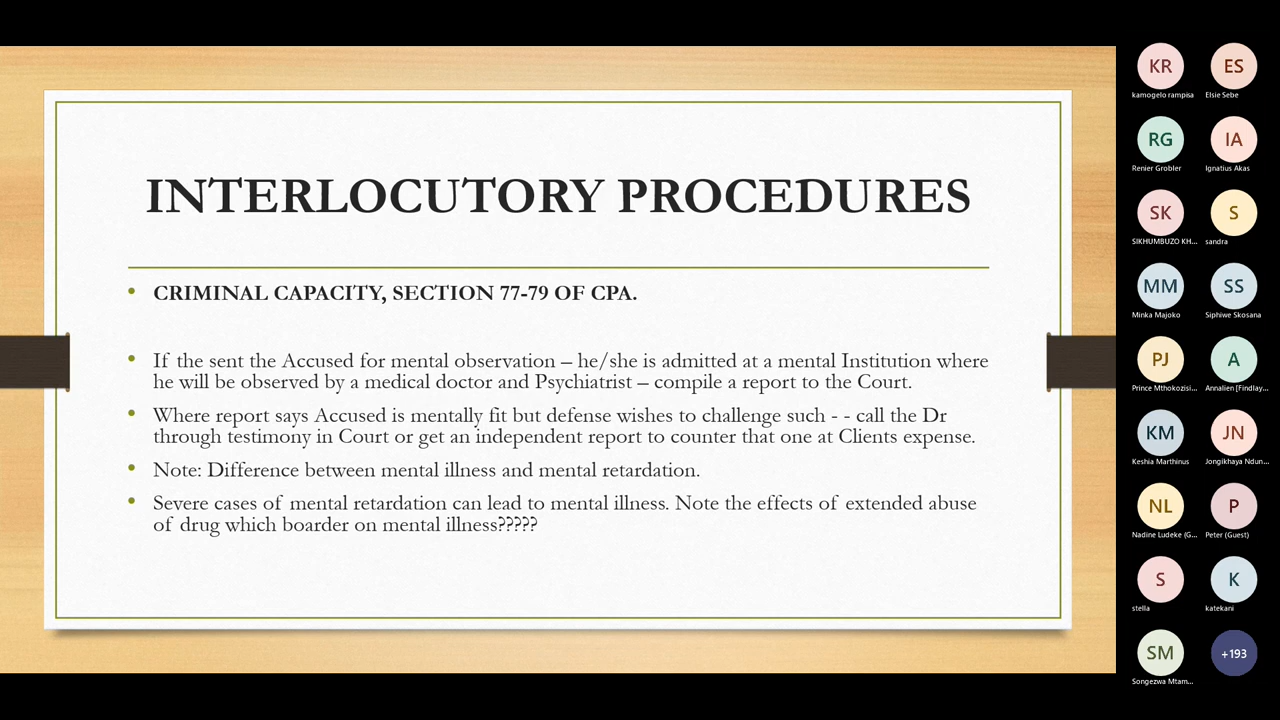 INTERLOCUTORY PROCEDURES
• CRIMINAL CAPACITY, SECTION 77-79 OF CPA.
• If the sent the Accused for mental observation – he/she is admitted at a mental Institution where
he will be observed by a medical doctor and Psychiatrist – compile a report to the Court.
• Where report says Accused is mentally fit but defense wishes to challenge such - - call the Dr
through testimony in Court or get an independent report to counter that one at Clients expense.
• Note: Difference between mental illness and mental retardation.
• Severe cases of mental retardation can lead to mental illness. Note the effects of extended abuse
of drug which boarder on mental illness?????
KR
kamogelo rampisa
ES
Elsie Sebe
RG
Renier Grobler
IA
Ignatius Akas
SK
SIKHUMBUZO KH...
S
sandra
MM
Minka Majoko
SS
Siphiwe Skosana
PJ
Prince Mthokozisi...
A
Annalien [Findlay...
KM
Keshia Marthinus
JN
Jongikhaya Ndun...
NL
Nadine Ludeke (G...
P
Peter (Guest)
S
stella
K
katekani
SM
Songezwa Mtam...
+193